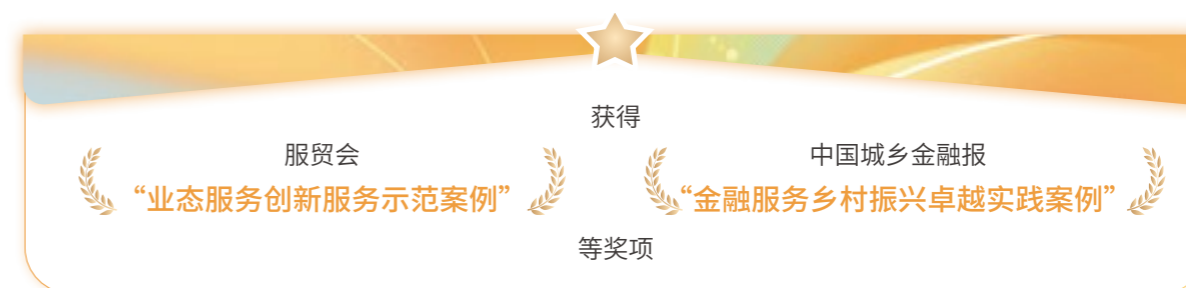 获得
服贸会
“业态服务创新服务示范案例”
中国城乡金融报
“金融服务乡村振兴卓越实践案例”
等奖项